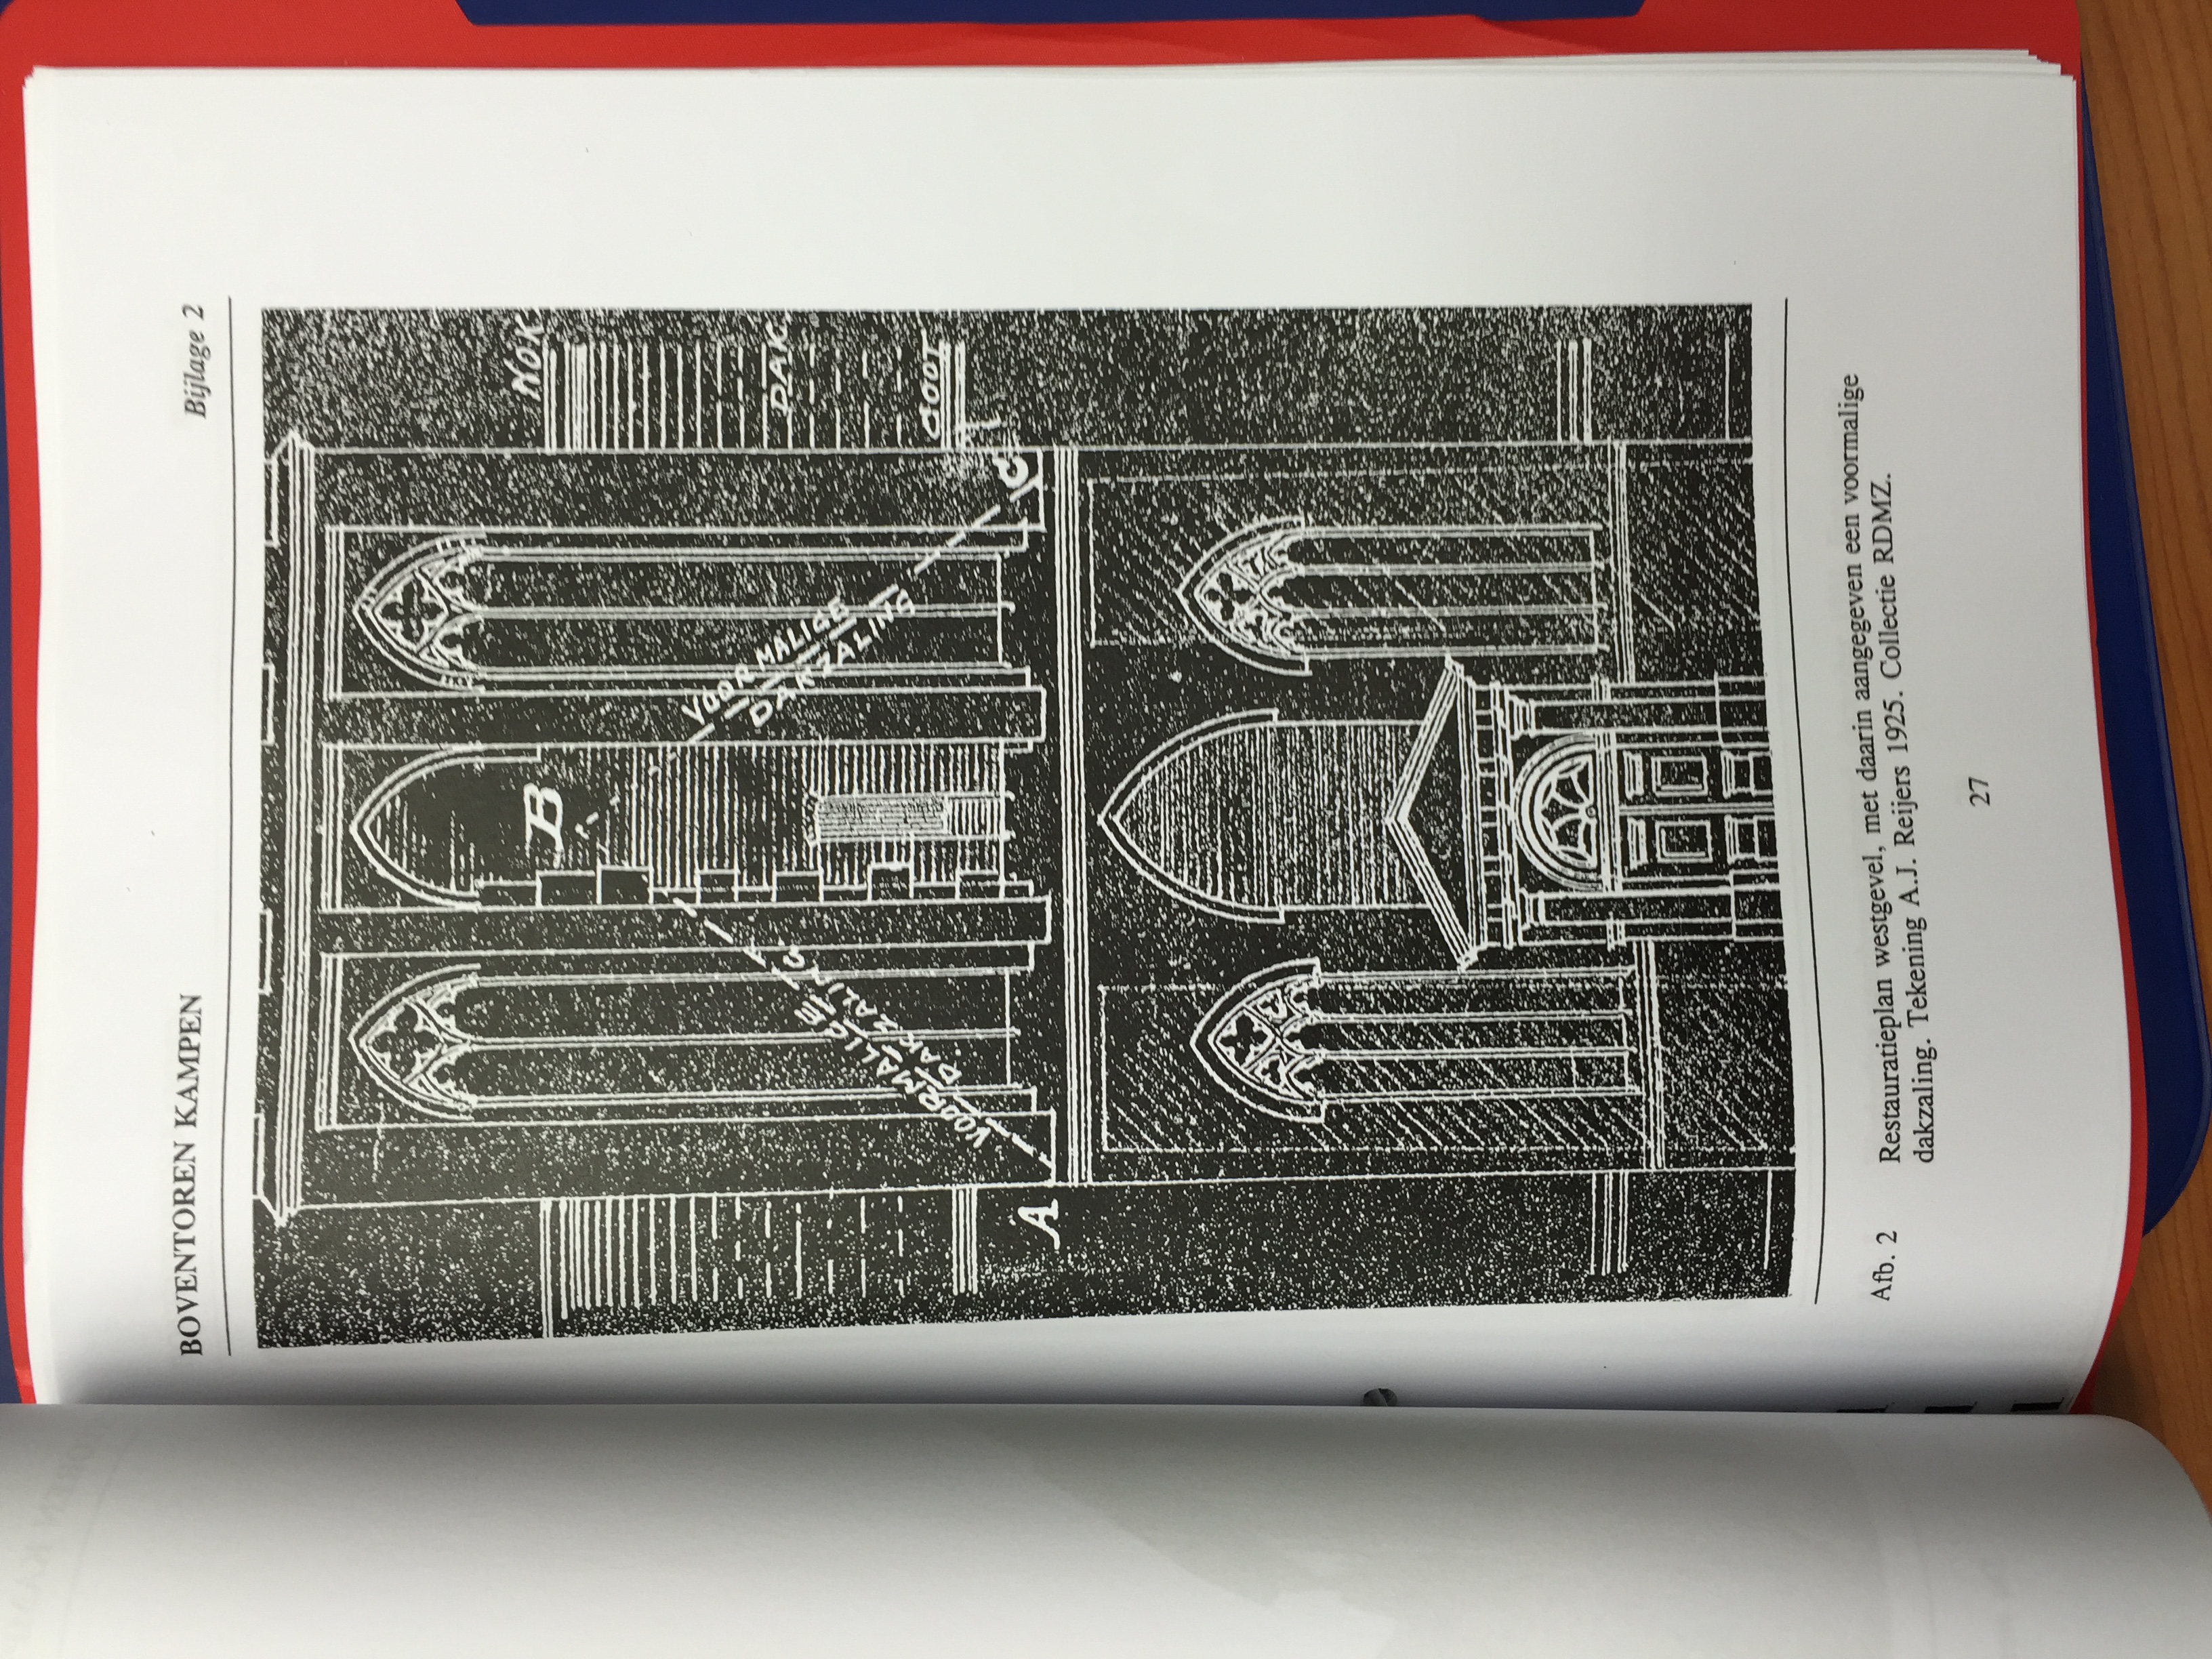 BOVENTOREN KAMPEN
Bijlage 2
NOK
DAK
GOOT
B
VOORMALIGE
DAKZALING
VOORMALIGE
DAKZALING
A
C
Afb. 2
Restauratieplan westgevel, met daarin aangegeven een voormalige
dakzaling. Tekening A.J. Reijers 1925. Collectie RDMZ.
27